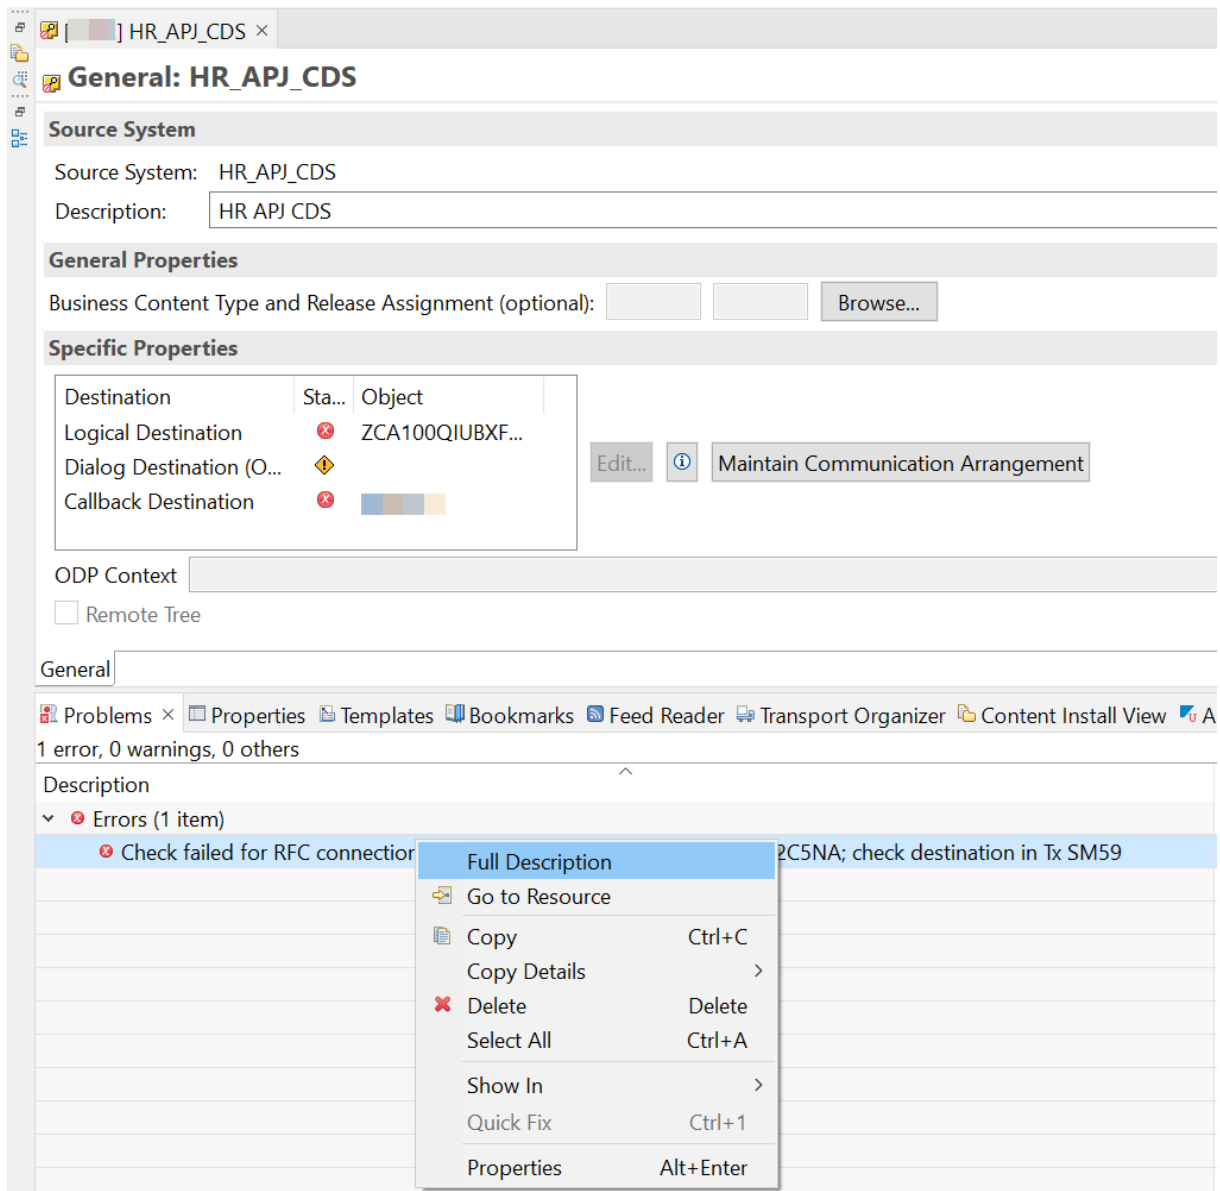 [ ] HR_APJ_CDS
General: HR_APJ_CDS
Source System
Source System: HR_APJ_CDS
Description: HR APJ CDS
General Properties
Business Content Type and Release Assignment (optional): Browse...
Specific Properties
Destination Sta... Object
Logical Destination ZCA100QIUBXF...
Dialog Destination (O...
Callback Destination
Edit... Maintain Communication Arrangement
ODP Context
Remote Tree
General
Problems Properties Templates Bookmarks Feed Reader Transport Organizer Content Install View A
1 error, 0 warnings, 0 others
Description
Errors (1 item)
Check failed for RFC connection 2C5NA; check destination in Tx SM59
Full Description
Go to Resource
Copy Ctrl+C
Copy Details
Delete Delete
Select All Ctrl+A
Show In
Quick Fix Ctrl+1
Properties Alt+Enter